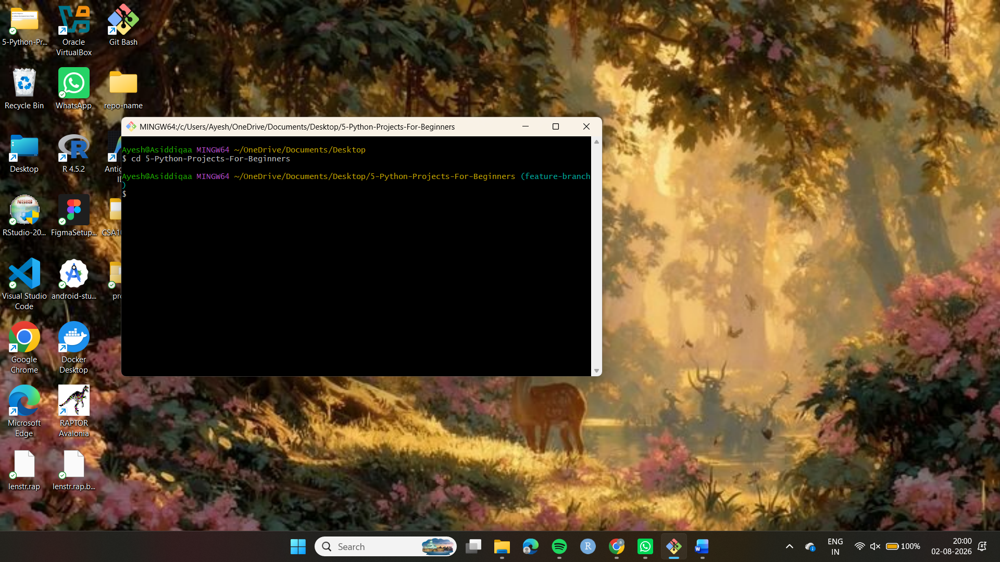 5-Python-Pr...
Oracle
VirtualBox
Git Bash
Recycle Bin
WhatsApp
repo-name
MINGW64:/c/Users/Ayesh/OneDrive/Documents/Desktop/5-Python-Projects-For-Beginners
Ayesh@Asiddiqaa MINGW64 ~/OneDrive/Documents/Desktop
$ cd 5-Python-Projects-For-Beginners
Ayesh@Asiddiqaa MINGW64 ~/OneDrive/Documents/Desktop/5-Python-Projects-For-Beginners (feature-branch
)
$
Desktop
R 4.5.2
Antig
II
NSIS
RStudio-20...
FigmaSetup...
CSA1
Visual Studio
Code
android-stu...
pro
Google
Chrome
Docker
Desktop
Microsoft
Edge
RAPTOR
Avalonia
lenstr.rap
lenstr.rap.b...
Search
ENG
IN
100%
20:00
02-08-2026